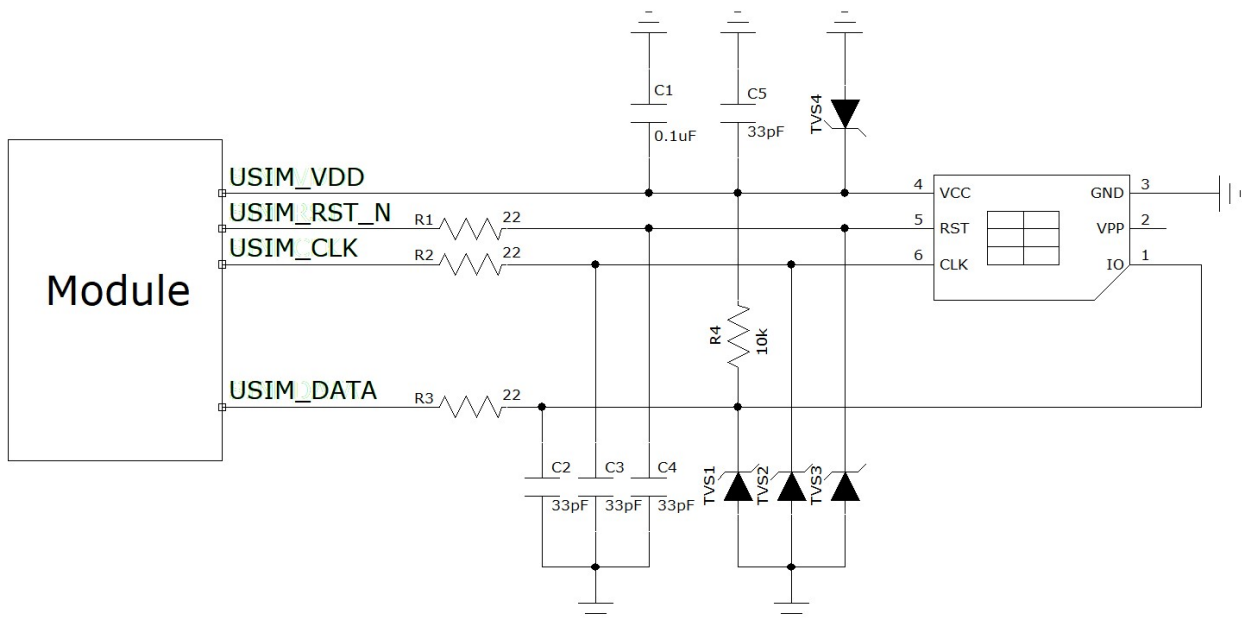 C1
0.1uF
C5
33pF
TVS4
USIM_VDD
USIM_RST_N
USIM_CLK
USIM_DATA
Module
R1 22
R2 22
R3 22
R4
10k
4 VCC
5 RST
6 CLK
GND 3
VPP 2
IO 1
C2
33pF
C3
33pF
C4
33pF
TVS1
TVS2
TVS3